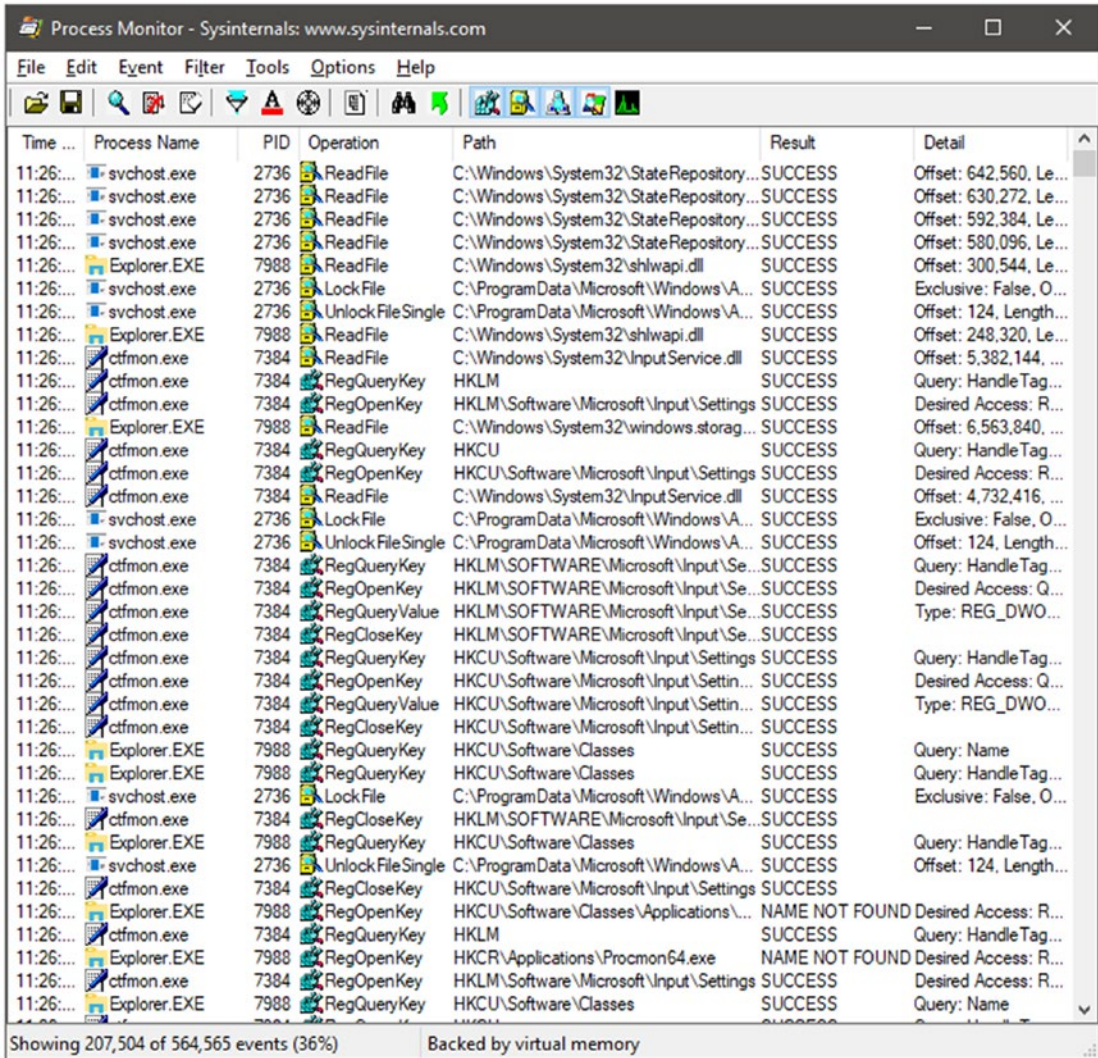 Process Monitor - Sysinternals: www.sysinternals.com
File Edit Event Filter Tools Options Help
Time ... Process Name PID Operation Path Result Detail
11:26:... svchost.exe 2736 ReadFile C:\Windows\System32\StateRepository... SUCCESS Offset: 642,560, Le...
11:26:... svchost.exe 2736 ReadFile C:\Windows\System32\StateRepository... SUCCESS Offset: 630,272, Le...
11:26:... svchost.exe 2736 ReadFile C:\Windows\System32\StateRepository... SUCCESS Offset: 592,384, Le...
11:26:... svchost.exe 2736 ReadFile C:\Windows\System32\StateRepository... SUCCESS Offset: 580,096, Le...
11:26:... Explorer.EXE 7988 ReadFile C:\Windows\System32\shlwapi.dll SUCCESS Offset: 300,544, Le...
11:26:... svchost.exe 2736 LockFile C:\ProgramData\Microsoft\Windows\A... SUCCESS Exclusive: False, O...
11:26:... svchost.exe 2736 UnlockFileSingle C:\ProgramData\Microsoft\Windows\A... SUCCESS Offset: 124, Length...
11:26:... Explorer.EXE 7988 ReadFile C:\Windows\System32\shlwapi.dll SUCCESS Offset: 248,320, Le...
11:26:... ctfmon.exe 7384 ReadFile C:\Windows\System32\InputService.dll SUCCESS Offset: 5,382,144, ...
11:26:... ctfmon.exe 7384 RegQueryKey HKLM SUCCESS Query: HandleTag...
11:26:... ctfmon.exe 7384 RegOpenKey HKLM\Software\Microsoft\Input\Settings SUCCESS Desired Access: R...
11:26:... Explorer.EXE 7988 ReadFile C:\Windows\System32\windows.storag... SUCCESS Offset: 6,563,840, ...
11:26:... ctfmon.exe 7384 RegQueryKey HKCU SUCCESS Query: HandleTag...
11:26:... ctfmon.exe 7384 RegOpenKey HKCU\Software\Microsoft\Input\Settings SUCCESS Desired Access: R...
11:26:... ctfmon.exe 7384 ReadFile C:\Windows\System32\InputService.dll SUCCESS Offset: 4,732,416, ...
11:26:... svchost.exe 2736 LockFile C:\ProgramData\Microsoft\Windows\A... SUCCESS Exclusive: False, O...
11:26:... svchost.exe 2736 UnlockFileSingle C:\ProgramData\Microsoft\Windows\A... SUCCESS Offset: 124, Length...
11:26:... ctfmon.exe 7384 RegQueryKey HKLM\SOFTWARE\Microsoft\Input\Se... SUCCESS Query: HandleTag...
11:26:... ctfmon.exe 7384 RegOpenKey HKLM\SOFTWARE\Microsoft\Input\Se... SUCCESS Desired Access: Q...
11:26:... ctfmon.exe 7384 RegQueryValue HKLM\SOFTWARE\Microsoft\Input\Se... SUCCESS Type: REG_DWO...
11:26:... ctfmon.exe 7384 RegCloseKey HKLM\SOFTWARE\Microsoft\Input\Se... SUCCESS
11:26:... ctfmon.exe 7384 RegQueryKey HKCU\Software\Microsoft\Input\Settings SUCCESS Query: HandleTag...
11:26:... ctfmon.exe 7384 RegOpenKey HKCU\Software\Microsoft\Input\Settin... SUCCESS Desired Access: Q...
11:26:... ctfmon.exe 7384 RegQueryValue HKCU\Software\Microsoft\Input\Settin... SUCCESS Type: REG_DWO...
11:26:... ctfmon.exe 7384 RegCloseKey HKCU\Software\Microsoft\Input\Settin... SUCCESS
11:26:... Explorer.EXE 7988 RegQueryKey HKCU\Software\Classes SUCCESS Query: Name
11:26:... Explorer.EXE 7988 RegQueryKey HKCU\Software\Classes SUCCESS Query: HandleTag...
11:26:... svchost.exe 2736 LockFile C:\ProgramData\Microsoft\Windows\A... SUCCESS Exclusive: False, O...
11:26:... ctfmon.exe 7384 RegCloseKey HKLM\SOFTWARE\Microsoft\Input\Se... SUCCESS
11:26:... Explorer.EXE 7988 RegQueryKey HKCU\Software\Classes SUCCESS Query: HandleTag...
11:26:... svchost.exe 2736 UnlockFileSingle C:\ProgramData\Microsoft\Windows\A... SUCCESS Offset: 124, Length...
11:26:... ctfmon.exe 7384 RegCloseKey HKCU\Software\Microsoft\Input\Settings SUCCESS
11:26:... Explorer.EXE 7988 RegOpenKey HKCU\Software\Classes\Applications\... NAME NOT FOUND Desired Access: R...
11:26:... ctfmon.exe 7384 RegQueryKey HKLM SUCCESS Query: HandleTag...
11:26:... Explorer.EXE 7988 RegOpenKey HKCR\Applications\Procmon64.exe NAME NOT FOUND Desired Access: R...
11:26:... ctfmon.exe 7384 RegOpenKey HKLM\Software\Microsoft\Input\Settings SUCCESS Desired Access: R...
11:26:... Explorer.EXE 7988 RegQueryKey HKCU\Software\Classes SUCCESS Query: Name
Showing 207,504 of 564,565 events (36%) Backed by virtual memory